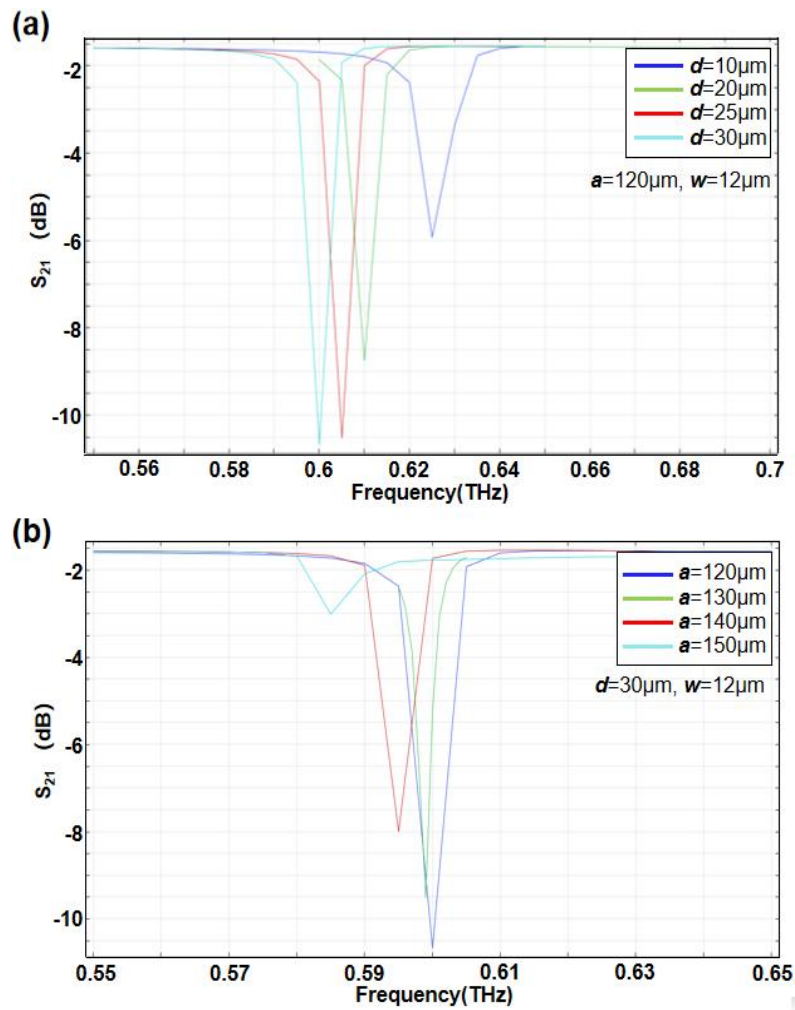 (a)
-2
-4
-6
-8
-10
S21 (dB)
d=10μm
d=20μm
d=25μm
d=30μm
a=120μm, w=12μm
0.56 0.58 0.6 0.62 0.64 0.66 0.68 0.7
Frequency(THz)
(b)
-2
-4
-6
-8
-10
S21 (dB)
a=120μm
a=130μm
a=140μm
a=150μm
d=30μm, w=12μm
0.55 0.57 0.59 0.61 0.63 0.65
Frequency(THz)